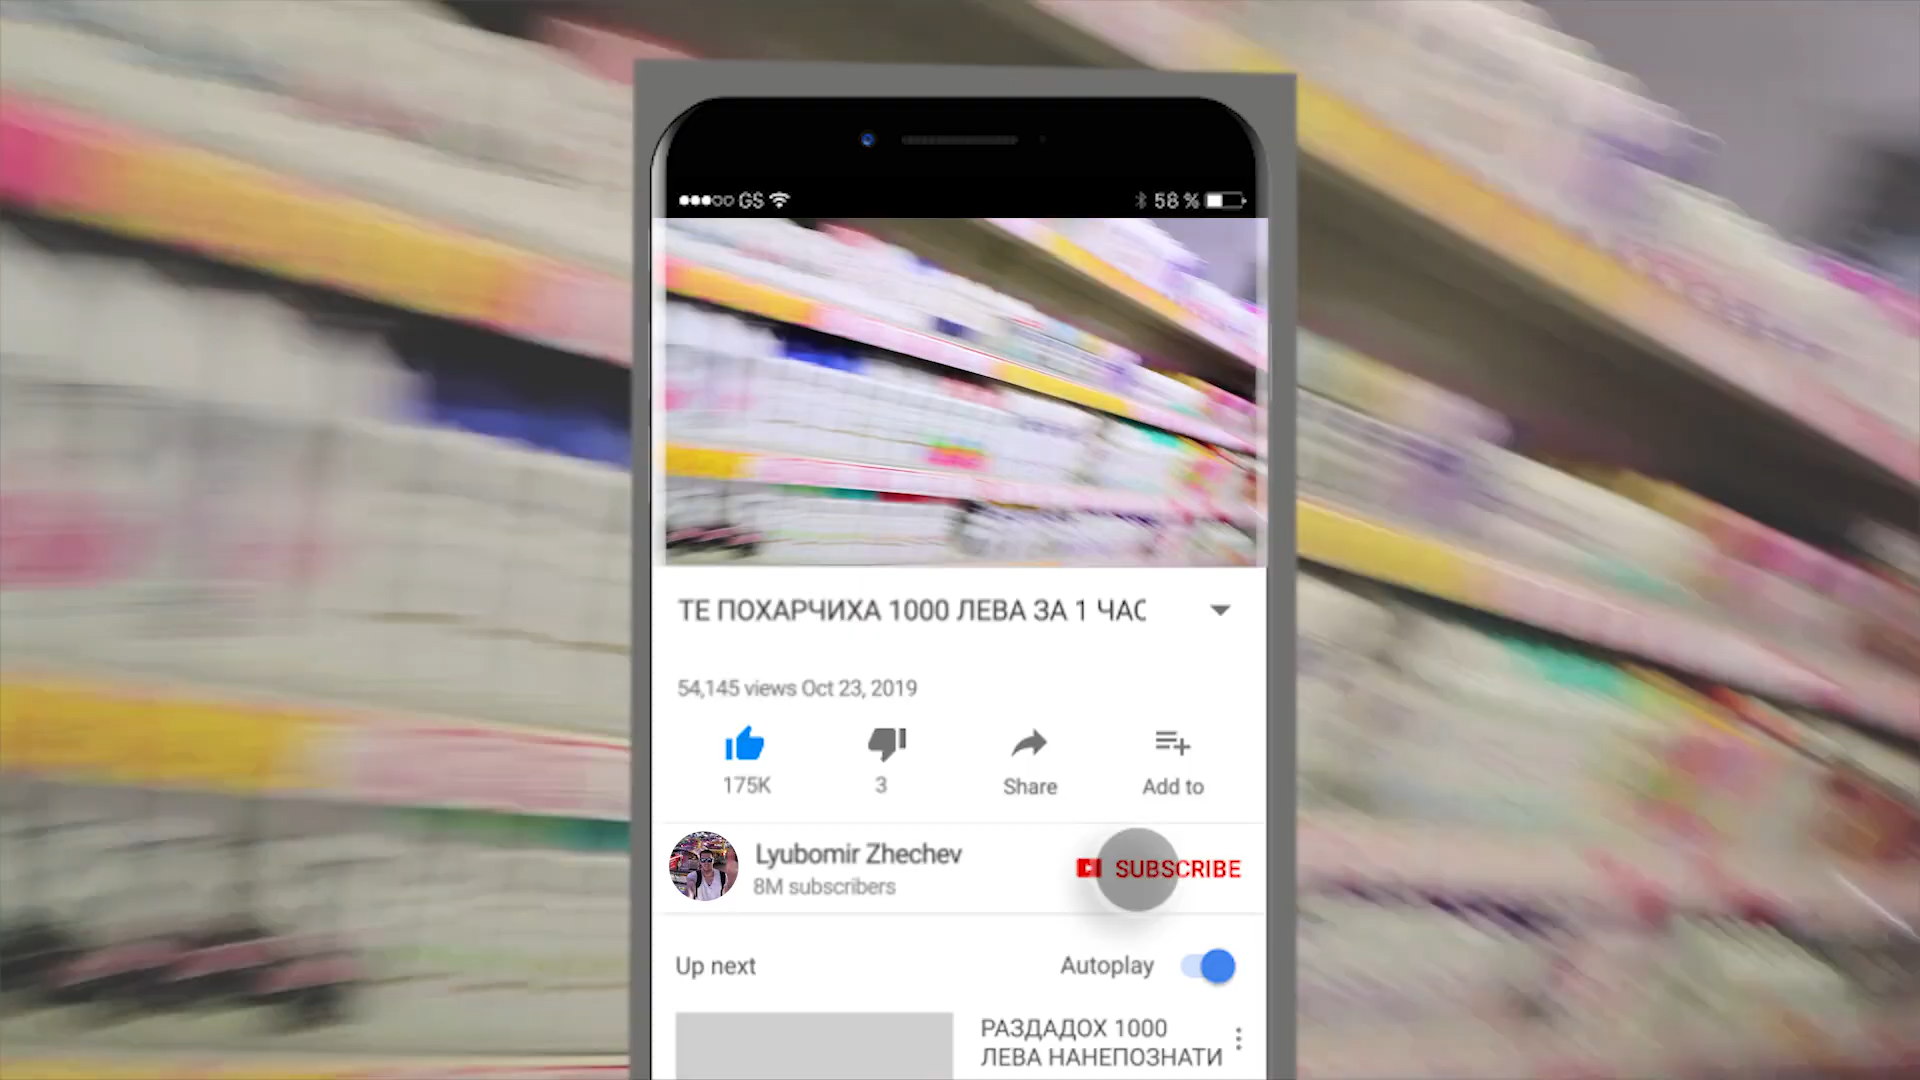 GS 58 %
ТЕ ПОХАРЧИХА 1000 ЛЕВА ЗА 1 ЧАС
54,145 views Oct 23, 2019
175K 3 Share Add to
Lyubomir Zhechev
8M subscribers
SUBSCRIBE
Up next Autoplay
РАЗДАДОХ 1000
ЛЕВА НАНЕПОЗНАТИ